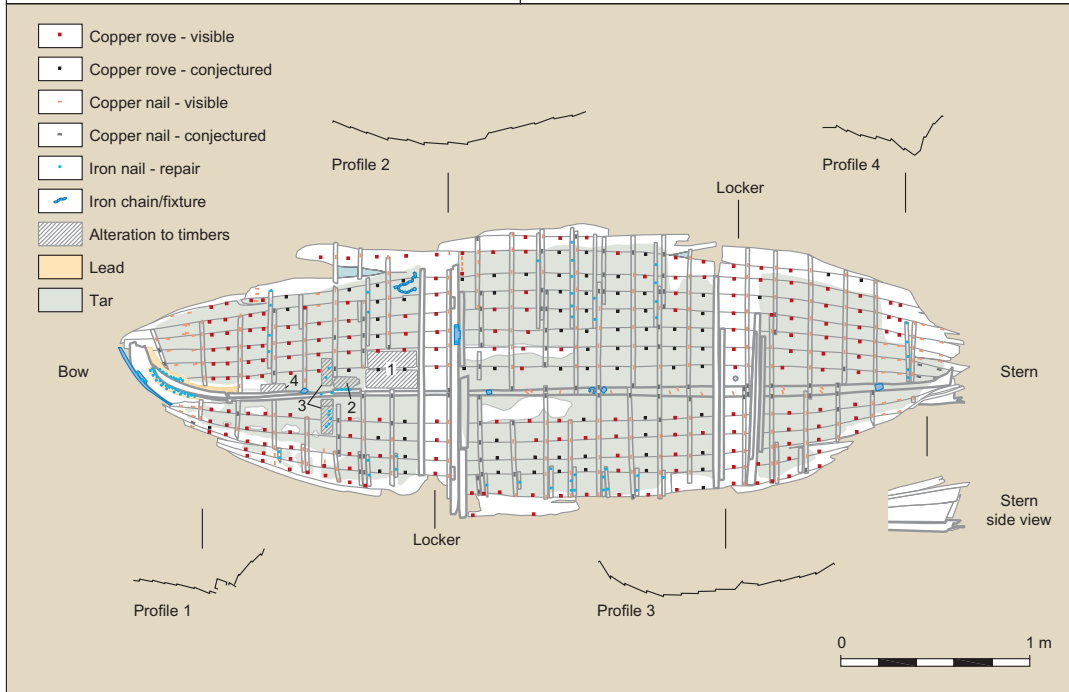 Copper rove - visible
Copper rove - conjectured
Copper nail - visible
Copper nail - conjectured
Iron nail - repair
Iron chain/fixture
Alteration to timbers
Lead
Tar
Profile 2
Profile 4
Locker
Bow
1
4
3
2
Stern
Stern
side view
Locker
Profile 1
Profile 3
0
1 m